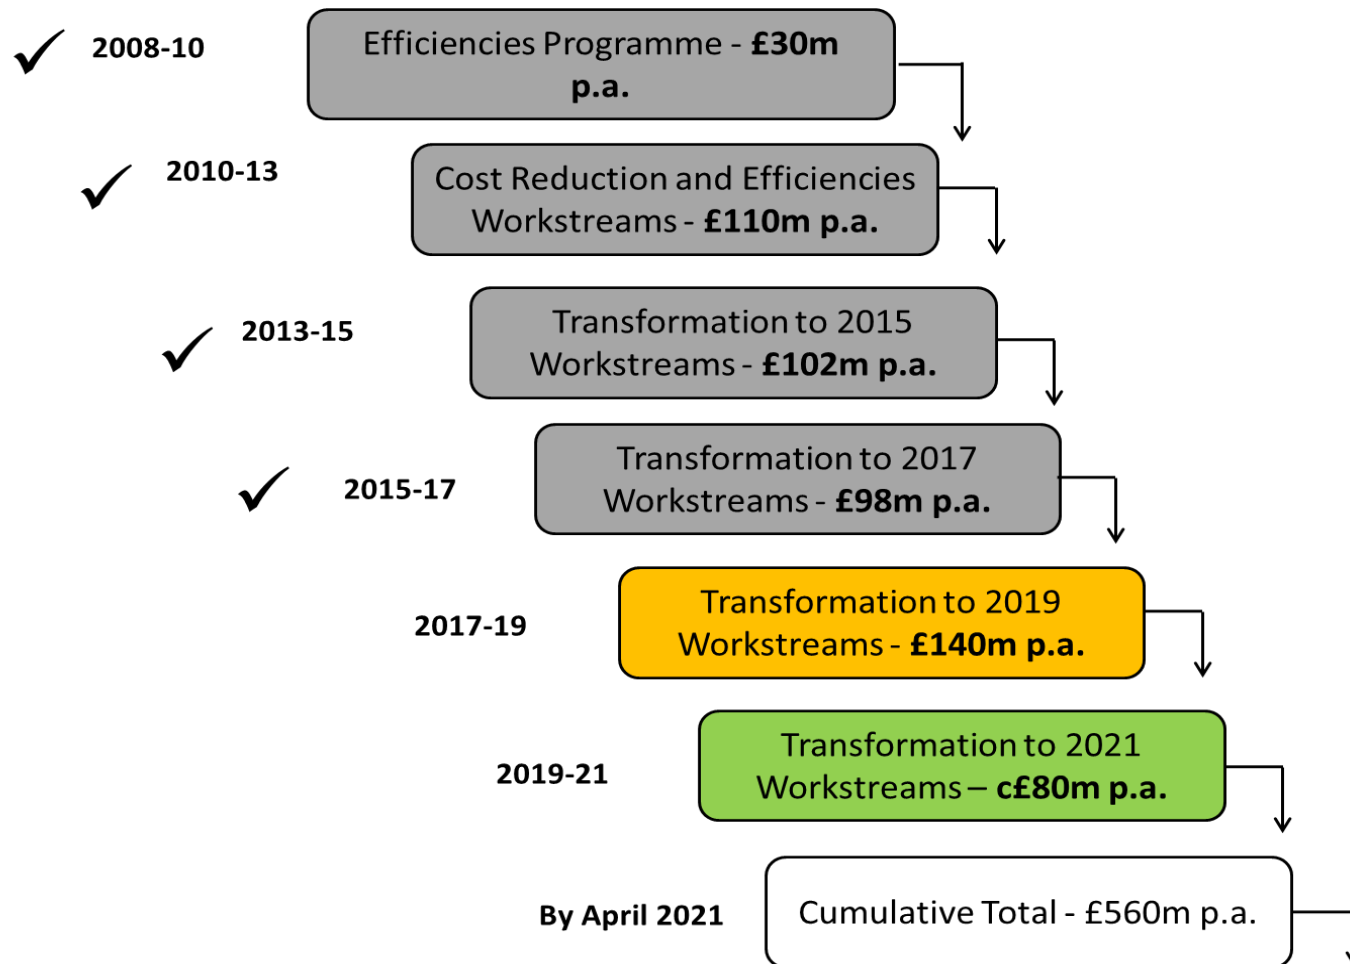 2008-10
Efficiencies Programme - £30m
p.a.
2010-13
Cost Reduction and Efficiencies
Workstreams - £110m p.a.
2013-15
Transformation to 2015
Workstreams - £102m p.a.
2015-17
Transformation to 2017
Workstreams - £98m p.a.
2017-19
Transformation to 2019
Workstreams - £140m p.a.
2019-21
Transformation to 2021
Workstreams – c£80m p.a.
By April 2021
Cumulative Total - £560m p.a.